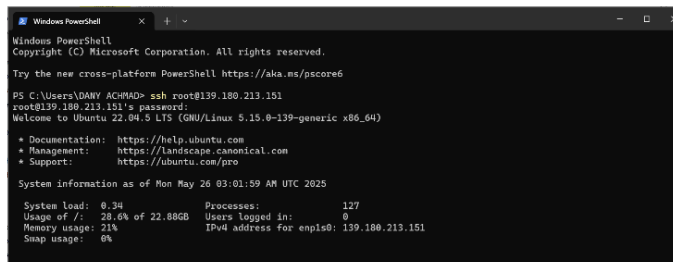 Windows PowerShell
Windows PowerShell
Copyright (C) Microsoft Corporation. All rights reserved.
Try the new cross-platform PowerShell https://aka.ms/pscore6
PS C:\Users\DANY ACHMAD> ssh root@139.180.213.151
root@139.180.213.151's password:
Welcome to Ubuntu 22.04.5 LTS (GNU/Linux 5.15.0-139-generic x86_64)
* Documentation: https://help.ubuntu.com
* Management: https://landscape.canonical.com
* Support: https://ubuntu.com/pro
System information as of Mon May 26 03:01:59 AM UTC 2025
System load: 0.34 Processes: 127
Usage of /: 28.6% of 22.88GB Users logged in: 0
Memory usage: 21% IPv4 address for enp1s0: 139.180.213.151
Swap usage: 0%